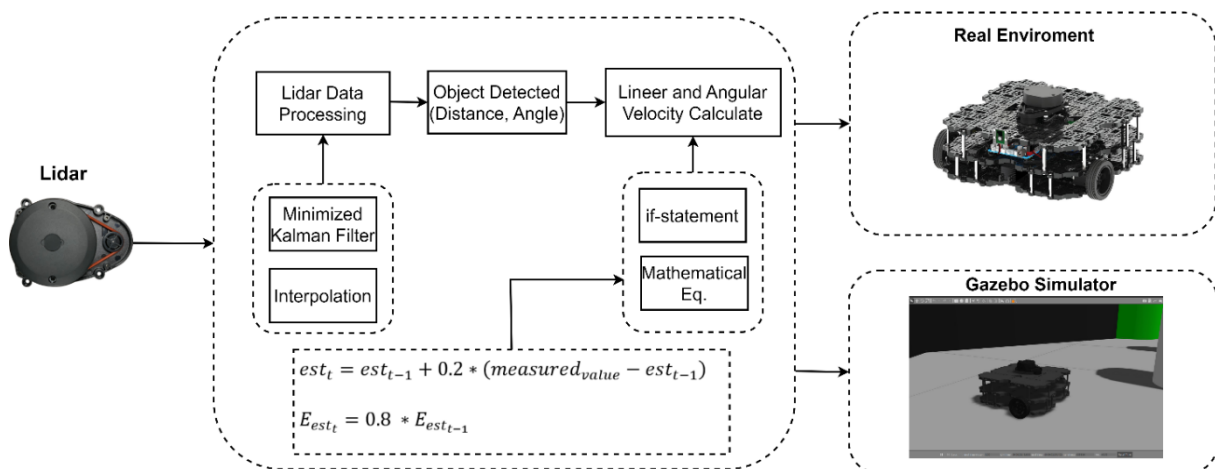 Lidar
Lidar Data
Processing
Object Detected
(Distance, Angle)
Lineer and Angular
Velocity Calculate
Minimized
Kalman Filter
Interpolation
if-statement
Mathematical
Eq.
est_t = est_{t-1} + 0.2 * (measured_{value} − est_{t-1})
E_{est_t} = 0.8 * E_{est_{t-1}}
Real Enviroment
Gazebo Simulator